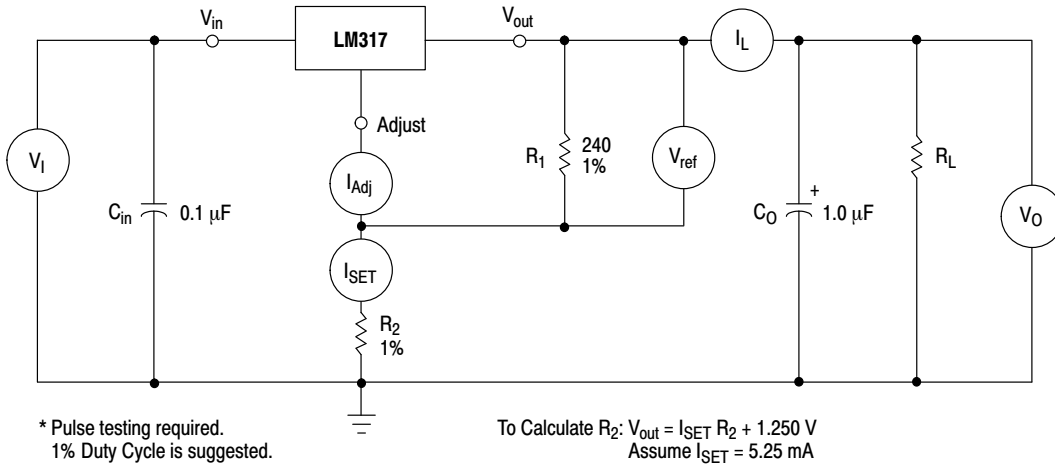 V_in
LM317
V_out
I_L
Adjust
R_1
240
1%
V_ref
R_L
V_I
I_Adj
C_in
0.1 μF
C_O
+
1.0 μF
V_O
I_SET
R_2
1%
* Pulse testing required.
1% Duty Cycle is suggested.
To Calculate R_2: V_out = I_SET R_2 + 1.250 V
Assume I_SET = 5.25 mA